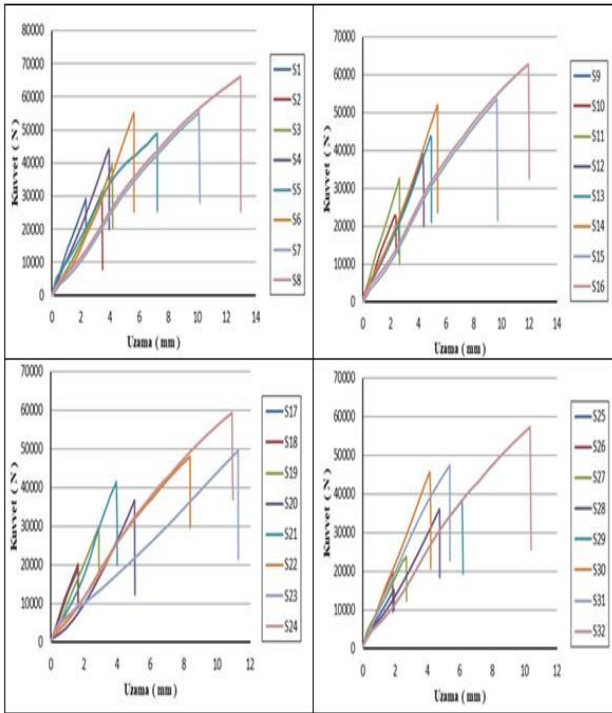 80000
70000
60000
50000
40000
30000
20000
10000
0
Kuvvet ( N )
0 2 4 6 8 10 12 14
Uzama ( mm )
S1
S2
S3
S4
S5
S6
S7
S8
70000
60000
50000
40000
30000
20000
10000
0
Kuvvet ( N )
0 2 4 6 8 10 12 14
Uzama ( mm )
S9
S10
S11
S12
S13
S14
S15
S16
70000
60000
50000
40000
30000
20000
10000
0
Kuvvet ( N )
0 2 4 6 8 10 12
Uzama ( mm )
S17
S18
S19
S20
S21
S22
S23
S24
70000
60000
50000
40000
30000
20000
10000
0
Kuvvet ( N )
0 2 4 6 8 10 12
Uzama ( mm )
S25
S26
S27
S28
S29
S30
S31
S32